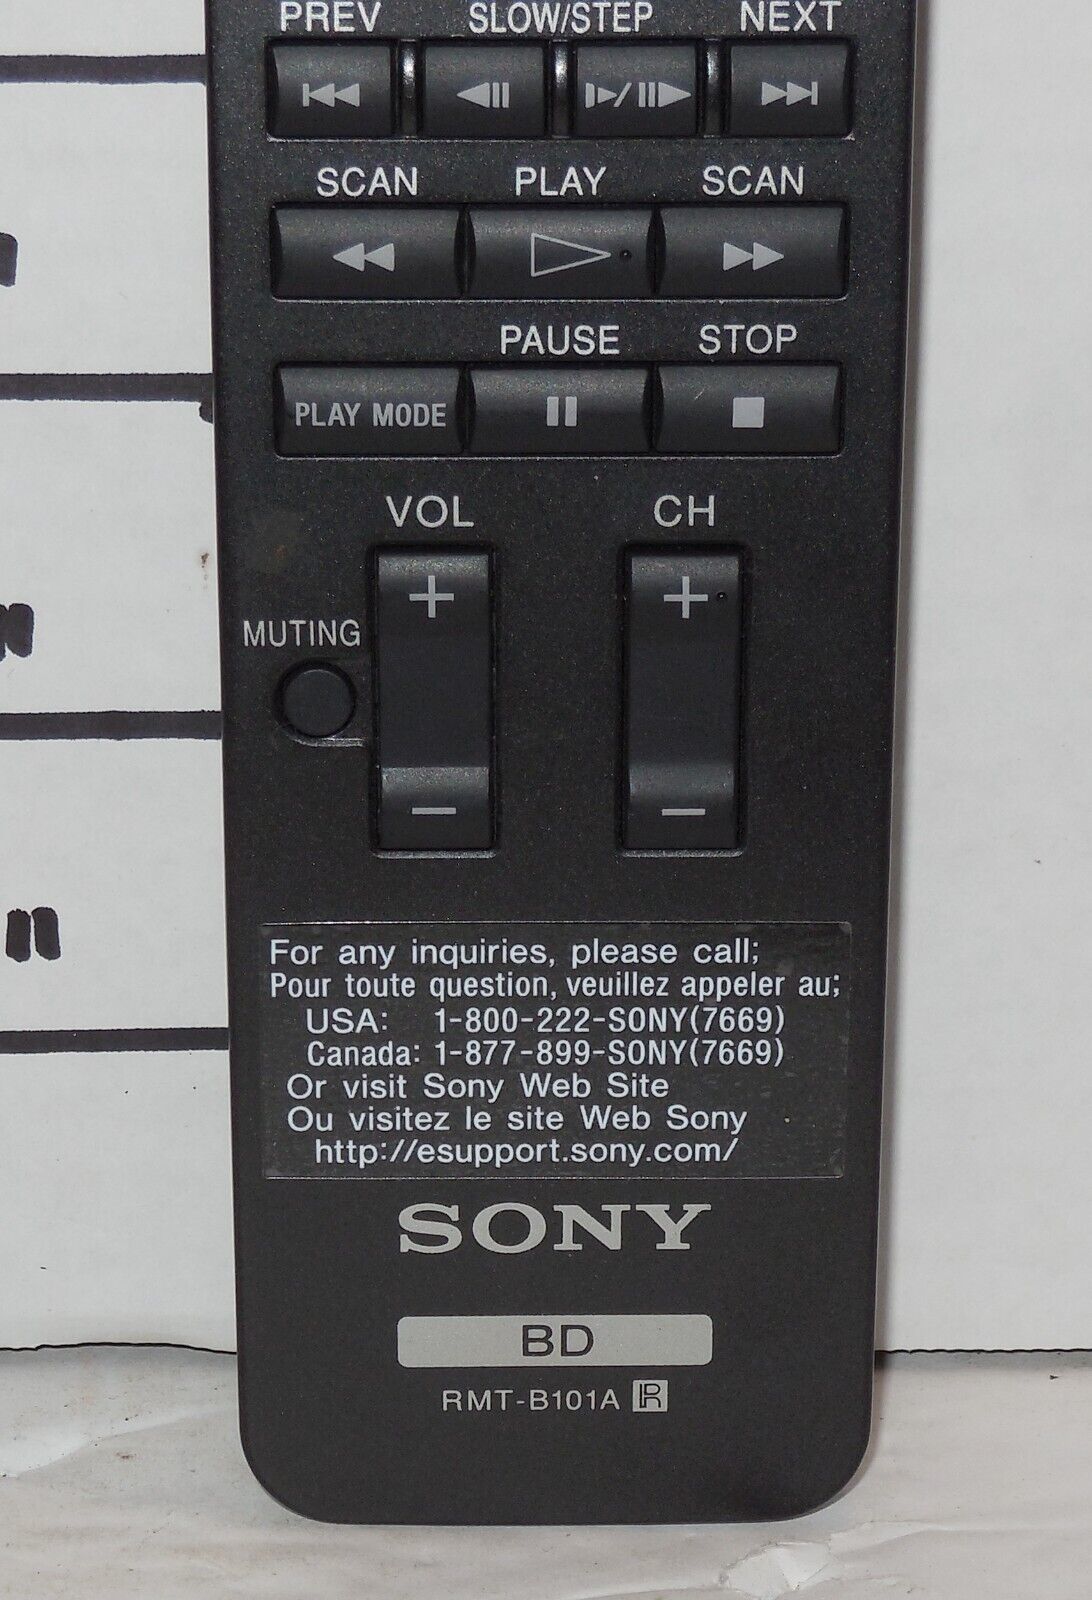 PREV SLOW/STEP NEXT
SCAN PLAY SCAN
PAUSE STOP
PLAY MODE
VOL CH
+ +
MUTING
– –
For any inquiries, please call;
Pour toute question, veuillez appeler au;
USA: 1-800-222-SONY(7669)
Canada: 1-877-899-SONY(7669)
Or visit Sony Web Site
Ou visitez le site Web Sony
http://esupport.sony.com/
SONY
BD
RMT-B101A R